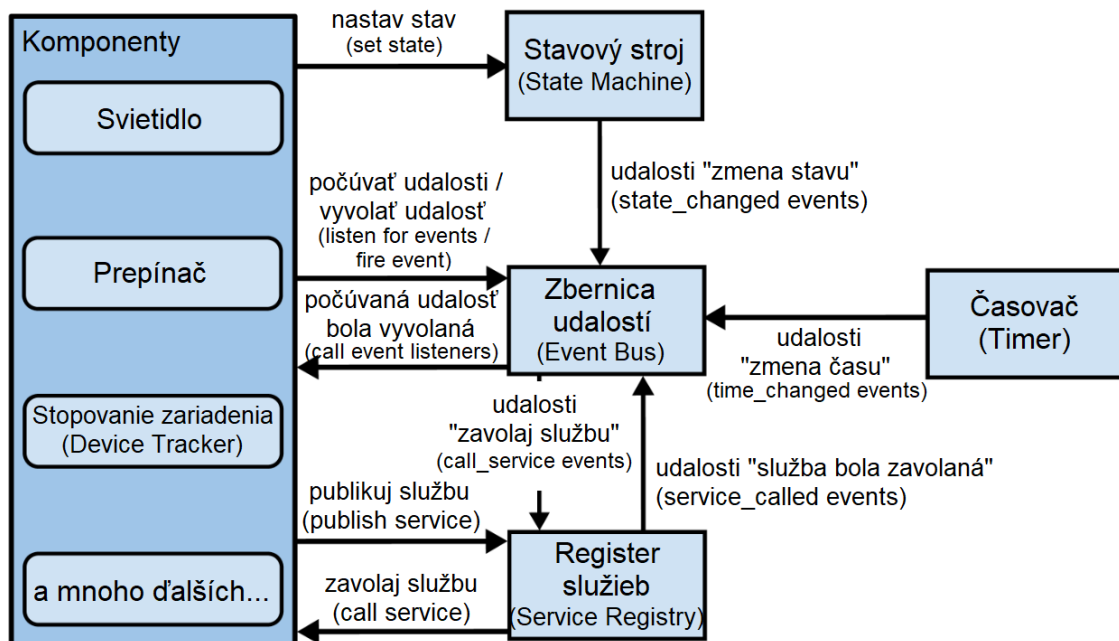 Komponenty
Svietidlo
Prepínač
Stopovanie zariadenia
(Device Tracker)
a mnoho ďalších...
nastav stav
(set state)
Stavový stroj
(State Machine)
udalosti "zmena stavu"
(state_changed events)
počúvať udalosti /
vyvolať udalosť
(listen for events /
fire event)
počúvaná udalosť
bola vyvolaná
(call event listeners)
Zbernica
udalostí
(Event Bus)
udalosti
"zmena času"
(time_changed events)
Časovač
(Timer)
udalosti
"zavolaj službu"
(call_service events)
udalosti "služba bola zavolaná"
(service_called events)
publikuj službu
(publish service)
zavolaj službu
(call service)
Register
služieb
(Service Registry)